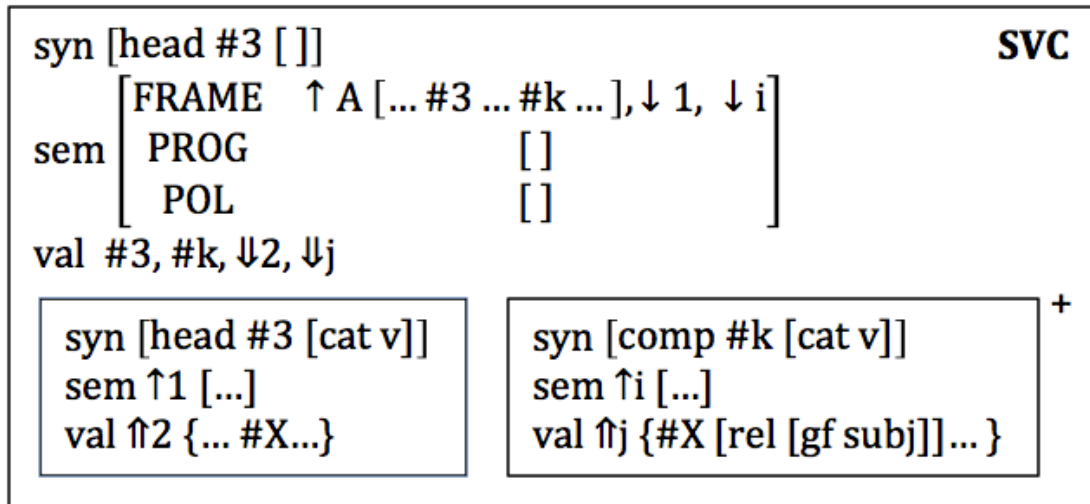 syn [head #3 [ ]] SVC
FRAME ↑ A [... #3 ... #k ...],↓ 1, ↓ i
sem PROG [ ]
POL [ ]
val #3, #k, ⇓2, ⇓j
syn [head #3 [cat v]]
sem ↑1 [...]
val ⇑2 {... #X...}
+
syn [comp #k [cat v]]
sem ↑i [...]
val ⇑j {#X [rel [gf subj]]... }